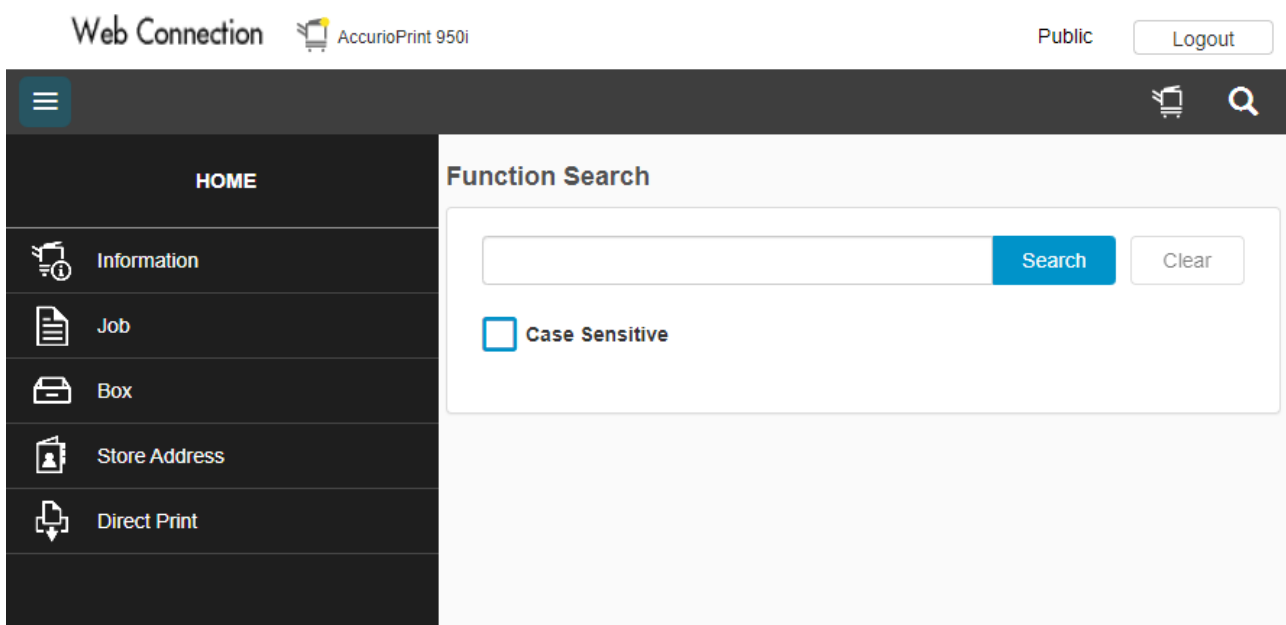 Web Connection AccurioPrint 950i Public Logout
HOME
Information
Job
Box
Store Address
Direct Print
Function Search
Search Clear
Case Sensitive